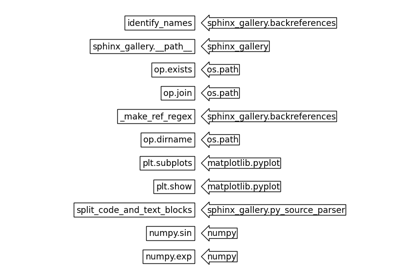 identify_names sphinx_gallery.backreferences
sphinx_gallery.__path__ sphinx_gallery
op.exists os.path
op.join os.path
_make_ref_regex sphinx_gallery.backreferences
op.dirname os.path
plt.subplots matplotlib.pyplot
plt.show matplotlib.pyplot
split_code_and_text_blocks sphinx_gallery.py_source_parser
numpy.sin numpy
numpy.exp numpy